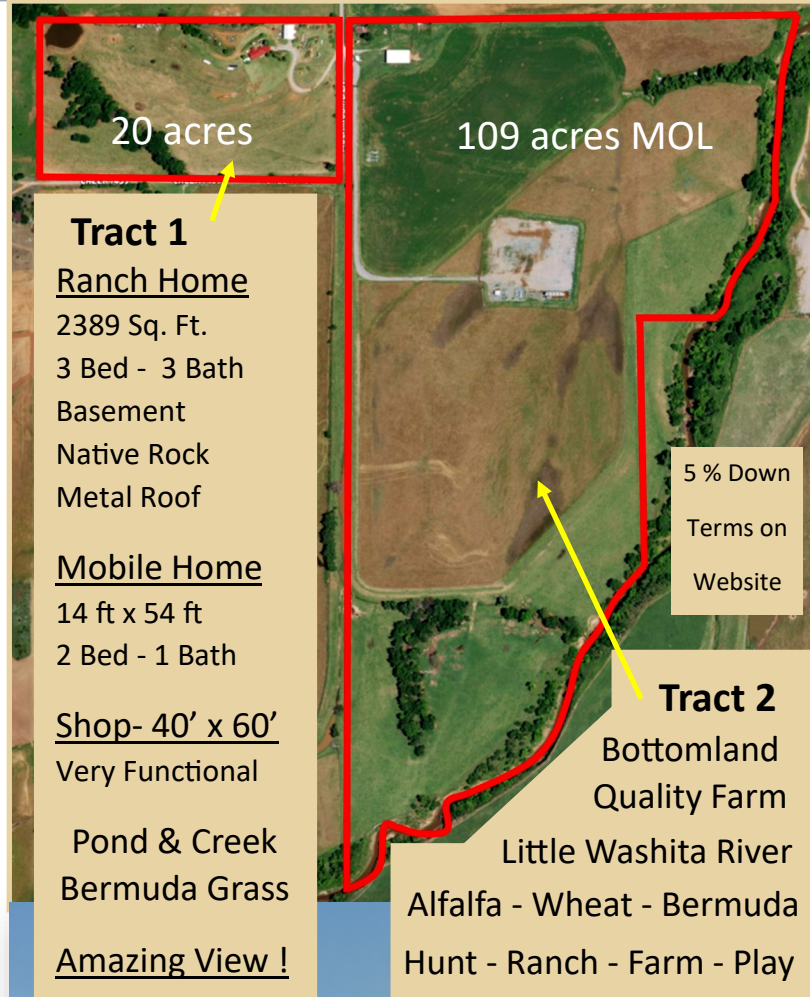 20 acres
109 acres MOL
Tract 1
Ranch Home
2389 Sq. Ft.
3 Bed - 3 Bath
Basement
Native Rock
Metal Roof
Mobile Home
14 ft x 54 ft
2 Bed - 1 Bath
Shop- 40’ x 60’
Very Functional
Pond & Creek
Bermuda Grass
Amazing View !
5 % Down
Terms on
Website
Tract 2
Bottomland
Quality Farm
Little Washita River
Alfalfa - Wheat - Bermuda
Hunt - Ranch - Farm - Play